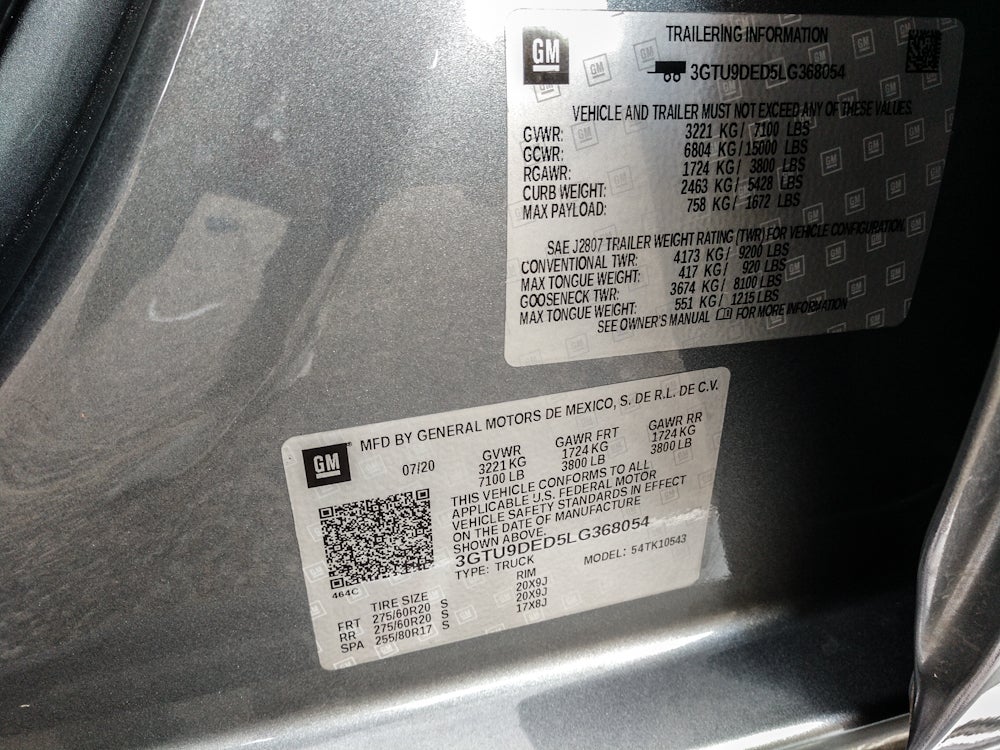 GM
TRAILERING INFORMATION
3GTU9DED5LG368054
VEHICLE AND TRAILER MUST NOT EXCEED ANY OF THESE VALUES.
GVWR: 3221 KG / 7100 LBS
GCWR: 6804 KG / 15000 LBS
RGAWR: 1724 KG / 3800 LBS
CURB WEIGHT: 2463 KG / 5428 LBS
MAX PAYLOAD: 758 KG / 1672 LBS
SAE J2807 TRAILER WEIGHT RATING (TWR) FOR VEHICLE CONFIGURATION.
CONVENTIONAL TWR: 4173 KG / 9200 LBS
MAX TONGUE WEIGHT: 417 KG / 920 LBS
GOOSENECK TWR: 3674 KG / 8100 LBS
MAX TONGUE WEIGHT: 551 KG / 1215 LBS
SEE OWNER'S MANUAL FOR MORE INFORMATION
GM®
MFD BY GENERAL MOTORS DE MEXICO, S. DE R.L. DE C.V.
07/20 GVWR GAWR FRT GAWR RR
3221 KG 1724 KG 1724 KG
7100 LB 3800 LB 3800 LB
THIS VEHICLE CONFORMS TO ALL
APPLICABLE U.S. FEDERAL MOTOR
VEHICLE SAFETY STANDARDS IN EFFECT
ON THE DATE OF MANUFACTURE
SHOWN ABOVE.
3GTU9DED5LG368054
TYPE: TRUCK MODEL: 54TK10543
464C
TIRE SIZE RIM
FRT 275/60R20 S 20X9J
RR 275/60R20 S 20X9J
SPA 255/80R17 S 17X8J